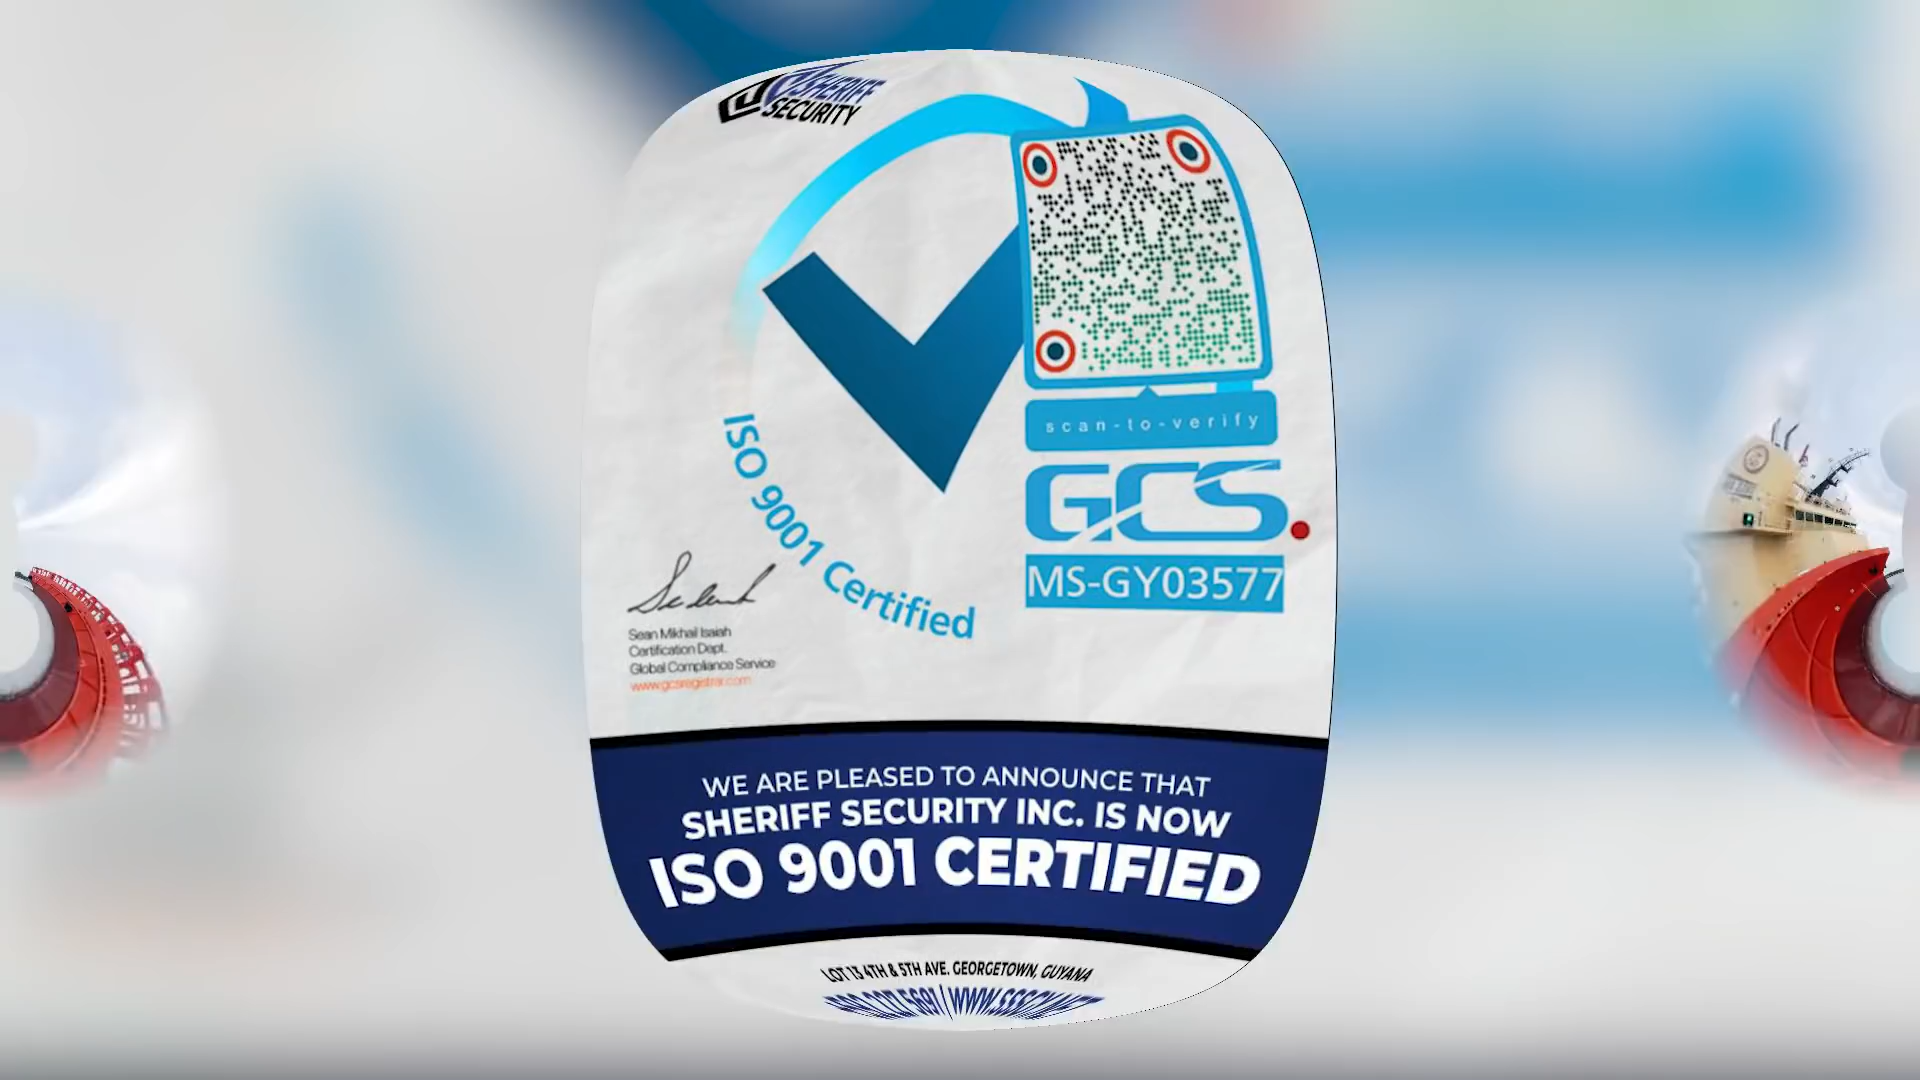 SHERIFF
SECURITY
scan-to-verify
GCS.
MS-GY03577
ISO 9001 Certified
Sean Mikhail Isaiah
Certification Dept.
Global Compliance Service
www.gcsregistrar.com
WE ARE PLEASED TO ANNOUNCE THAT
SHERIFF SECURITY INC. IS NOW
ISO 9001 CERTIFIED
LOT 13 4TH & 5TH AVE. GEORGETOWN, GUYANA